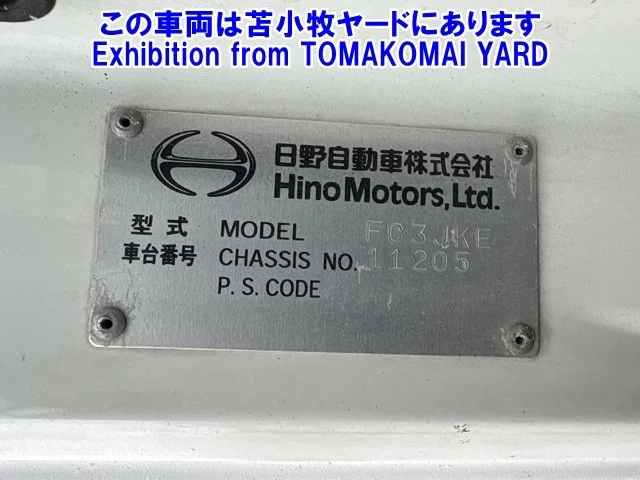 この車両は苫小牧ヤードにあります
Exhibition from TOMAKOMAI YARD
日野自動車株式会社
Hino Motors, Ltd.
型式 MODEL FC3JKE
車台番号 CHASSIS NO. 11205
P. S. CODE